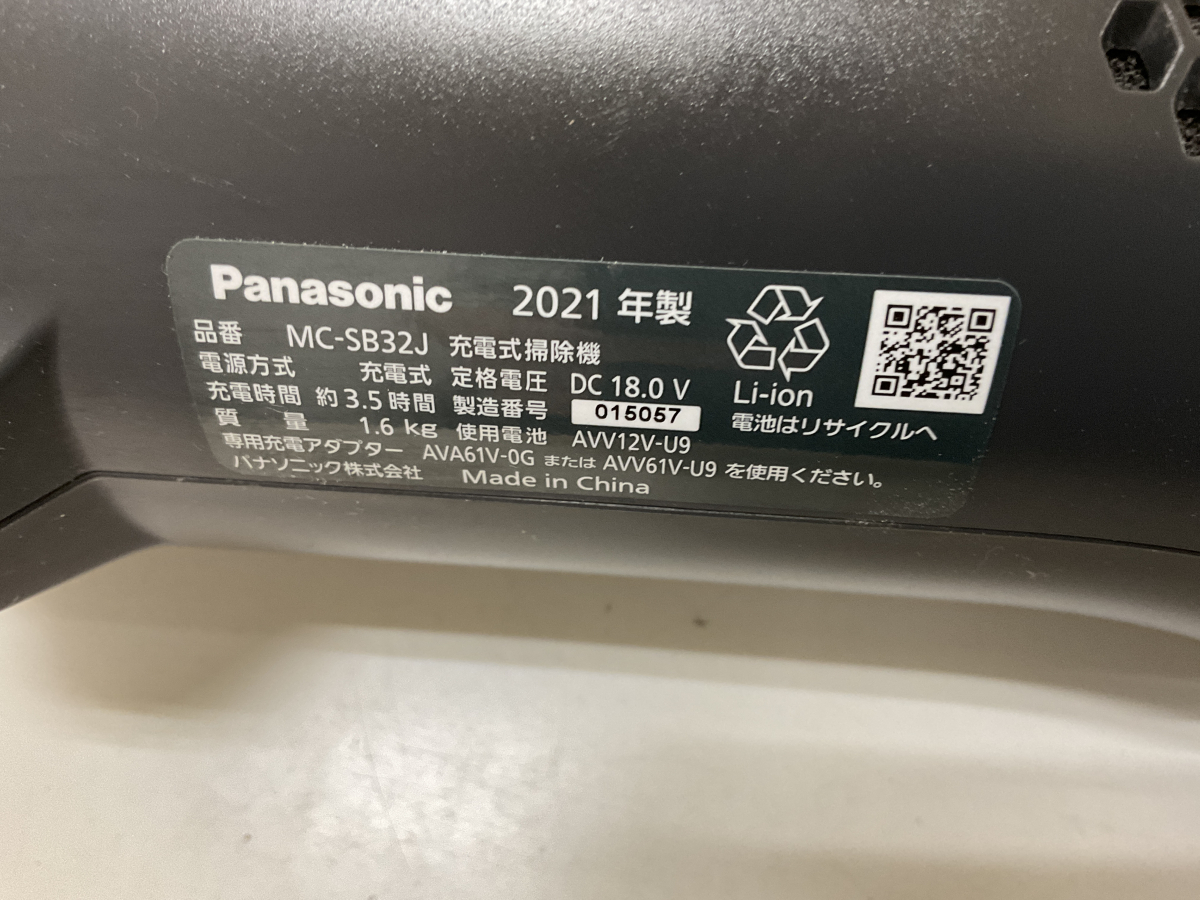 Panasonic 2021 年製
品番 MC-SB32J 充電式掃除機
電源方式 充電式 定格電圧 DC 18.0 V
充電時間 約3.5時間 製造番号 015057
質量 1.6 kg 使用電池 AVV12V-U9
専用充電アダプター AVA61V-0G または AVV61V-U9 を使用ください。
パナソニック株式会社 Made in China
Li-ion
電池はリサイクルへ